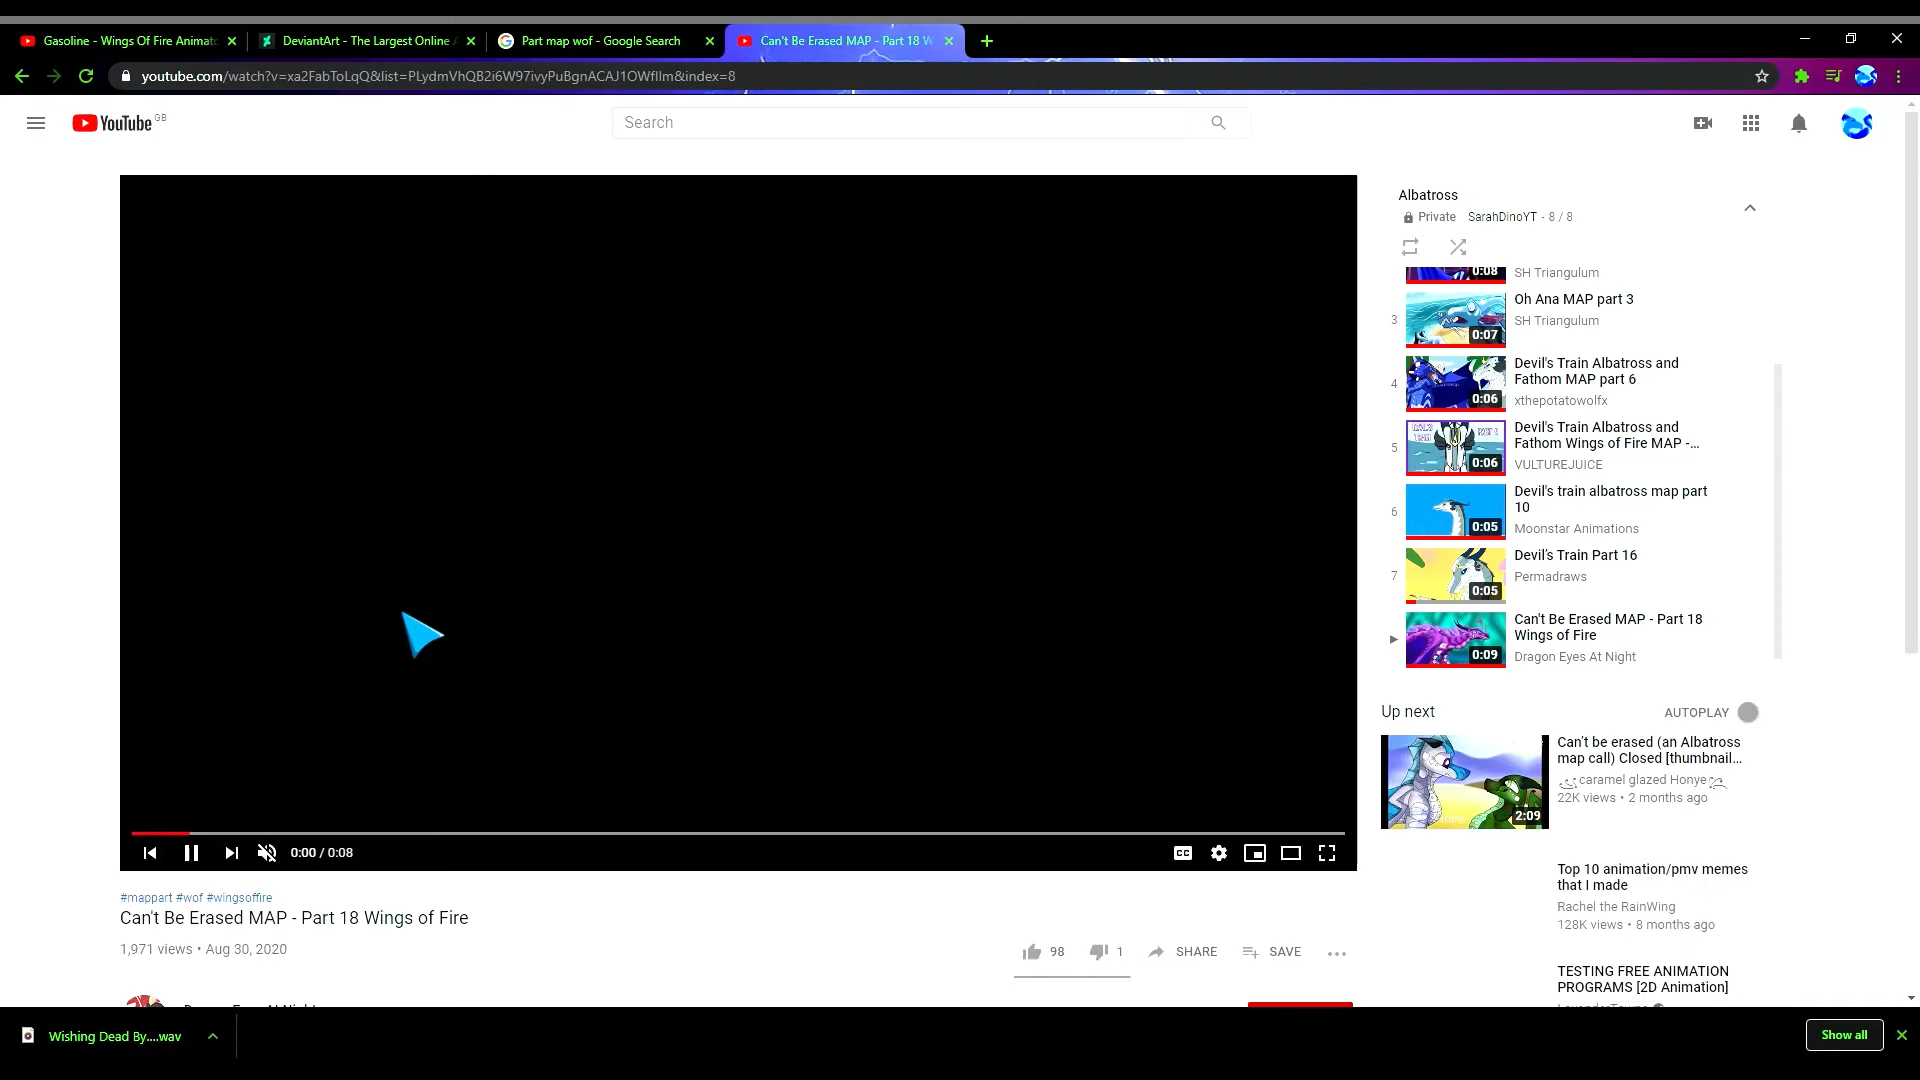 Gasoline - Wings Of Fire Animat
DeviantArt - The Largest Online
Part map wof - Google Search
Can't Be Erased MAP - Part 18 W
youtube.com/watch?v=xa2FabToLqQ&list=PLydmVhQB2i6W97ivyPuBgnACAJ1OWflIm&index=8
YouTube GB
Search
Albatross
Private SarahDinoYT - 8 / 8
0:08
SH Triangulum
3
0:07
Oh Ana MAP part 3
SH Triangulum
4
0:06
Devil's Train Albatross and
Fathom MAP part 6
xthepotatowolfx
5
0:06
Devil's Train Albatross and
Fathom Wings of Fire MAP -...
VULTUREJUICE
6
0:05
Devil's train albatross map part
10
Moonstar Animations
7
0:05
Devil's Train Part 16
Permadraws
0:09
Can't Be Erased MAP - Part 18
Wings of Fire
Dragon Eyes At Night
0:00 / 0:08
CC
#mappart #wof #wingsoffire
Can't Be Erased MAP - Part 18 Wings of Fire
1,971 views • Aug 30, 2020
98
1
SHARE
SAVE
Up next
AUTOPLAY
2:09
Can't be erased (an Albatross
map call) Closed [thumbnail...
caramel glazed Honye
22K views • 2 months ago
Top 10 animation/pmv memes
that I made
Rachel the RainWing
128K views • 8 months ago
TESTING FREE ANIMATION
PROGRAMS [2D Animation]
Wishing Dead By....wav
Show all